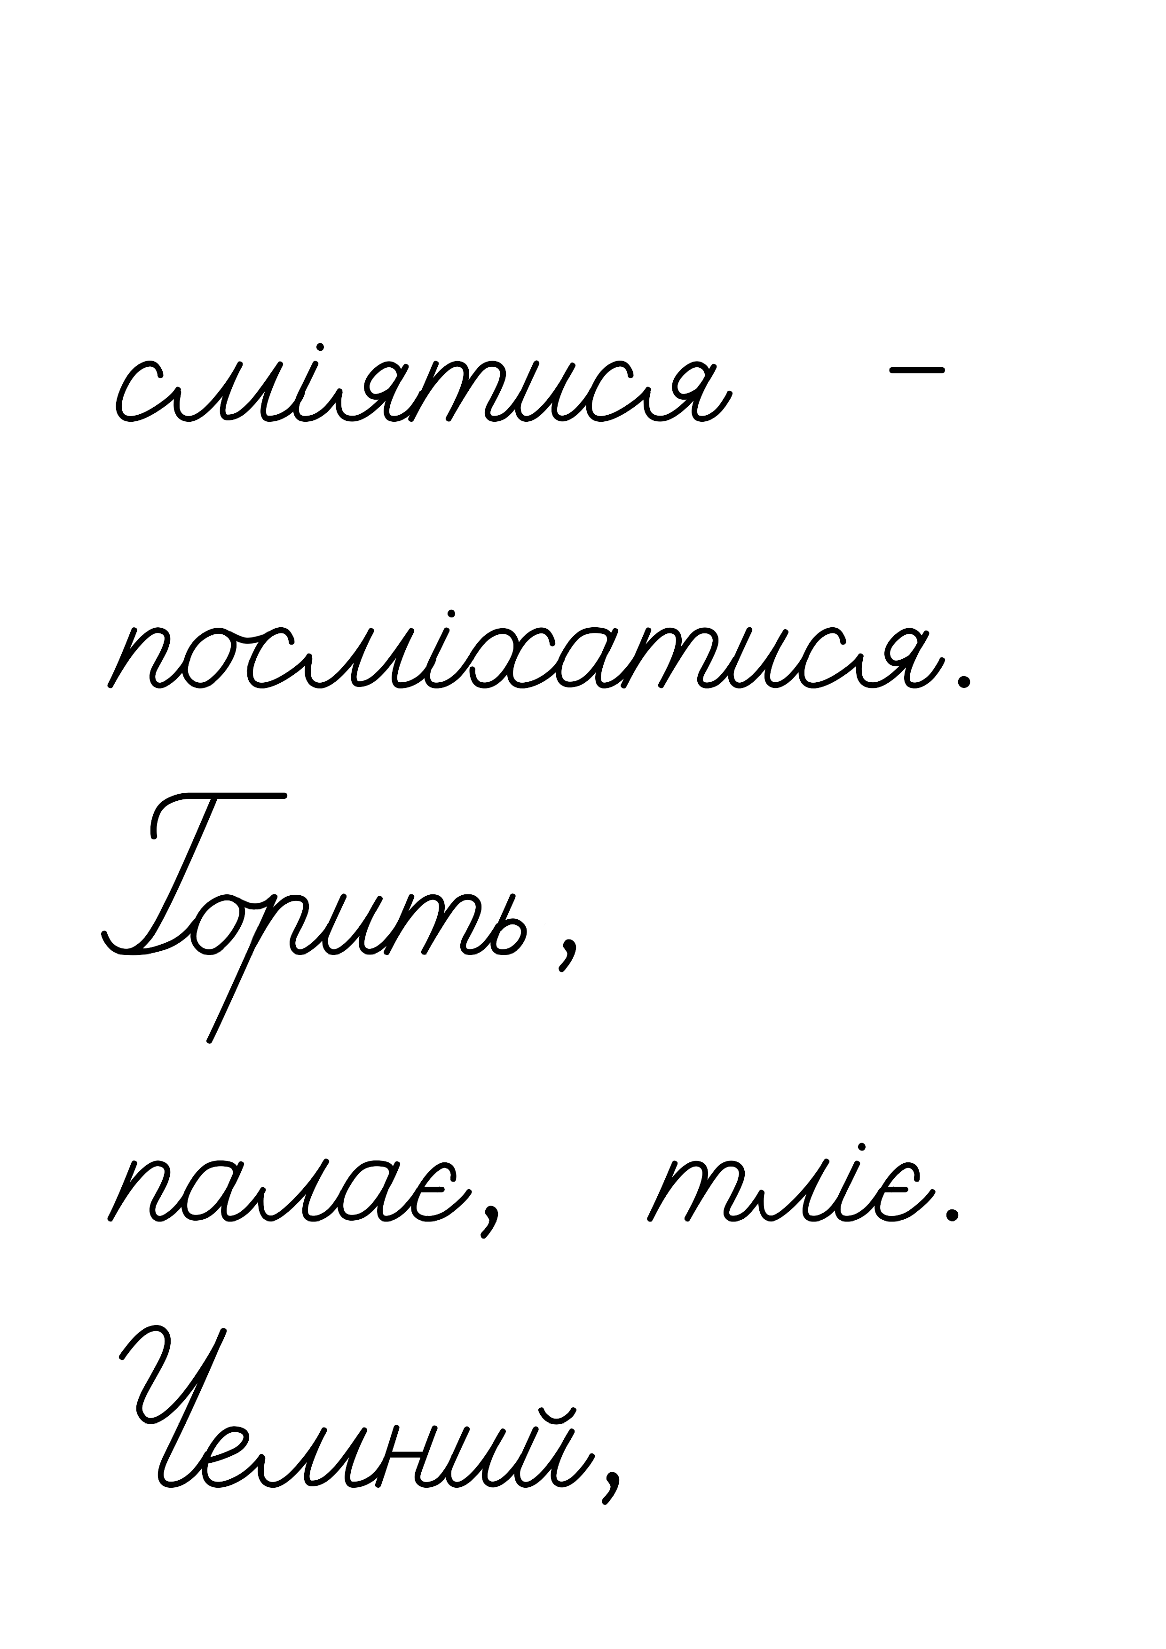 сміятися –
посміхатися.
Горить,
палає, тліє.
Чемний,